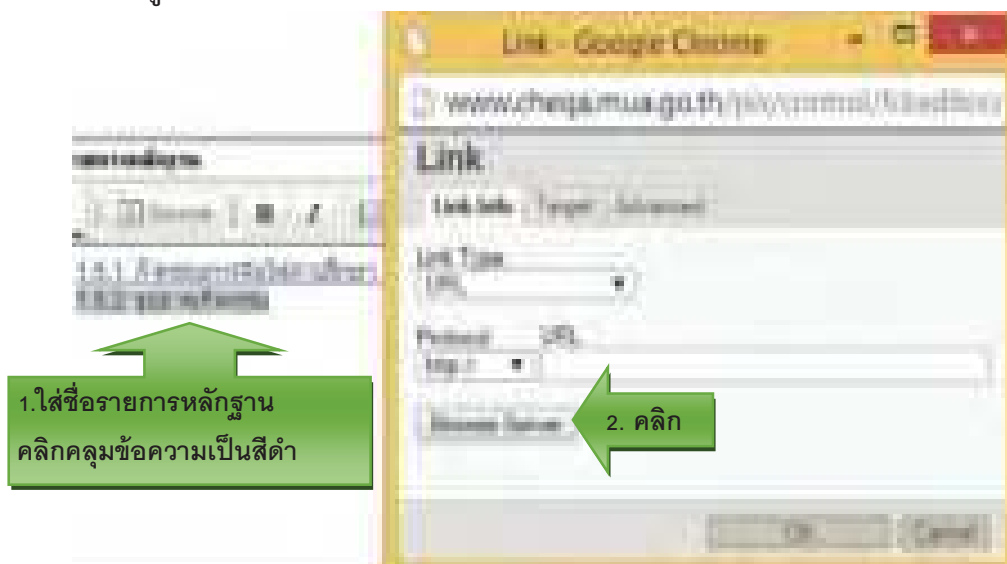 Link - Google Chrome
www.cheqa.mua.go.th/
Link
Link Info Target Advanced
Source B I
Link Type
URL
Protocol URL
http://
Browse Server
1.ใส่ชื่อรายการหลักฐาน
คลิกคลุมข้อความเป็นสีดำ
2. คลิก
OK Cancel